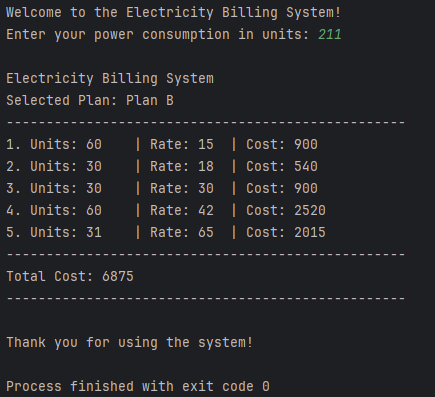 Welcome to the Electricity Billing System!
Enter your power consumption in units: 211
Electricity Billing System
Selected Plan: Plan B
--------------------------------------------------
1. Units: 60    | Rate: 15  | Cost: 900
2. Units: 30    | Rate: 18  | Cost: 540
3. Units: 30    | Rate: 30  | Cost: 900
4. Units: 60    | Rate: 42  | Cost: 2520
5. Units: 31    | Rate: 65  | Cost: 2015
--------------------------------------------------
Total Cost: 6875
--------------------------------------------------
Thank you for using the system!
Process finished with exit code 0